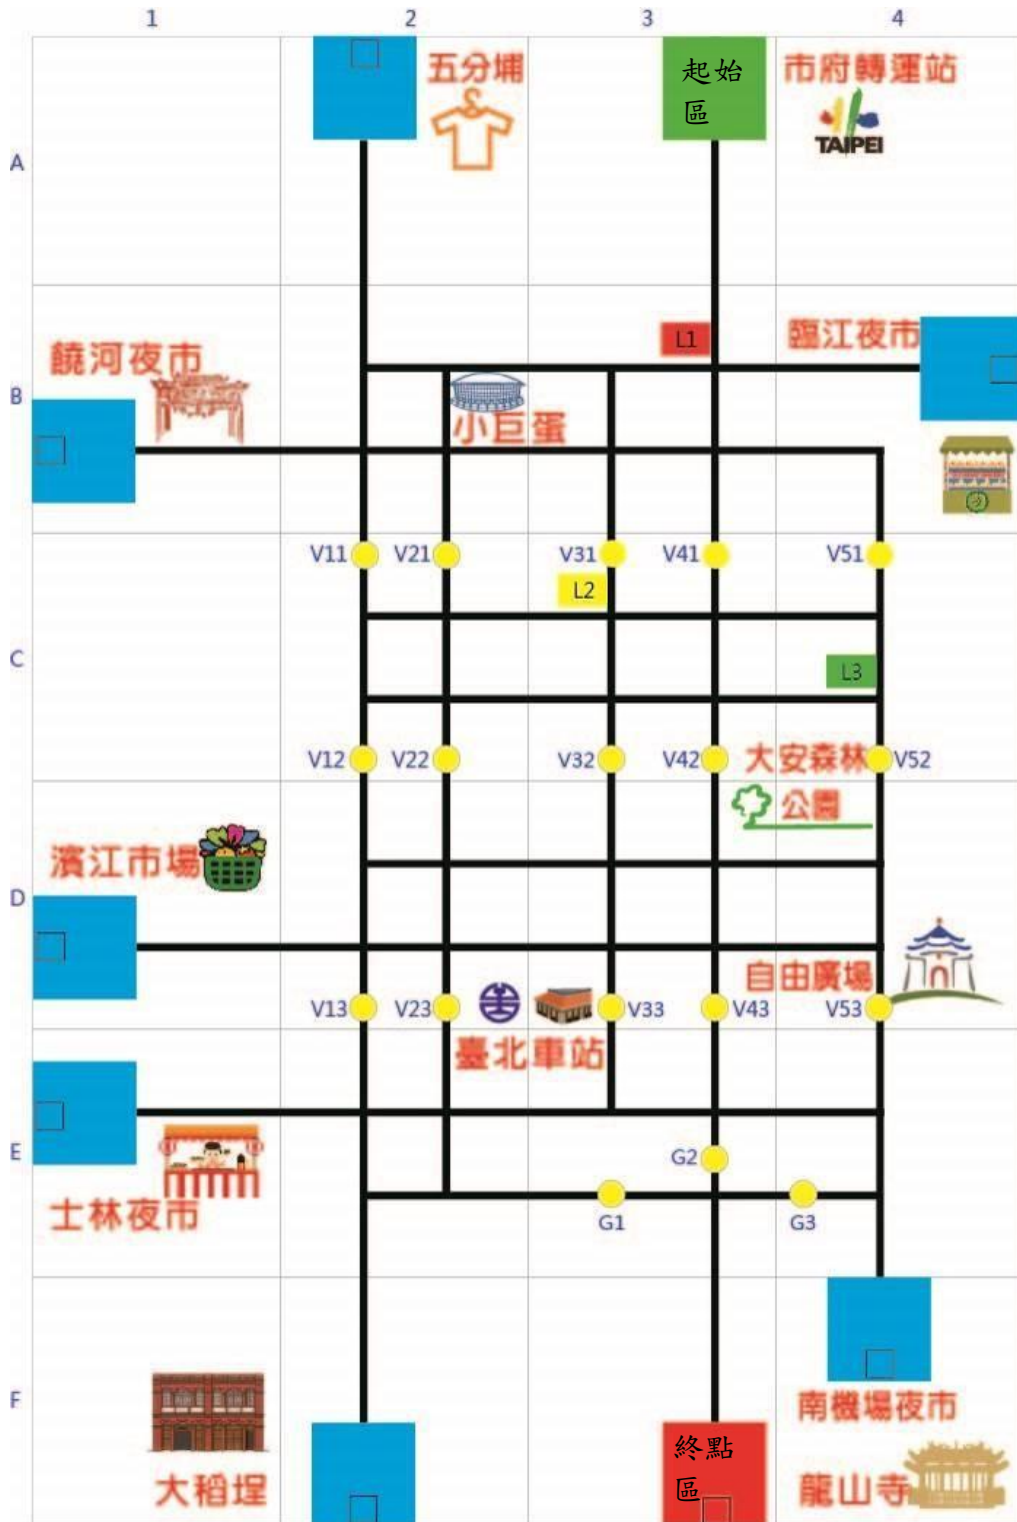 1
2
3
4
五分埔
起始
區
市府轉運站
TAIPEI
A
L1
臨江夜市
饒河夜市
B
小巨蛋
V11
V21
V31
V41
V51
L2
C
L3
V12
V22
V32
V42
大安森林
V52
公園
濱江市場
D
自由廣場
V13
V23
V33
V43
V53
臺北車站
E
G2
士林夜市
G1
G3
F
南機場夜市
終點
區
大稻埕
龍山寺